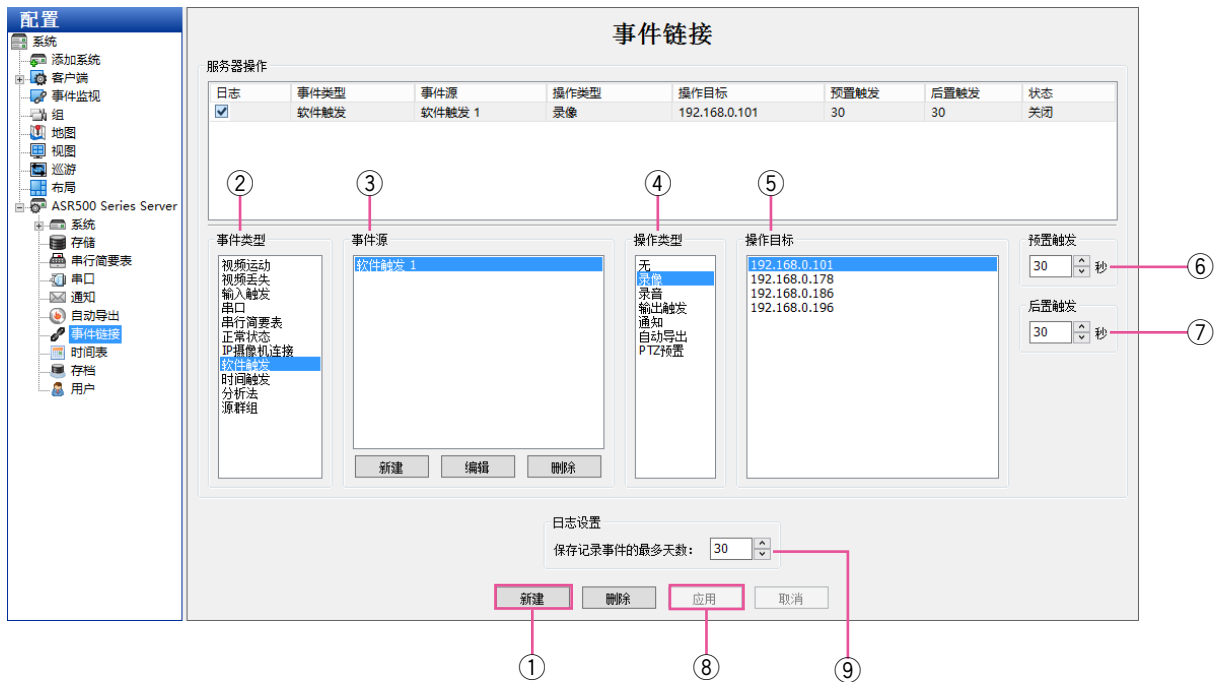 配置
系统
添加系统
客户端
事件监视
组
地图
视图
巡游
布局
ASR500 Series Server
系统
存储
串行简要表
串口
通知
自动导出
事件链接
时间表
存档
用户
事件链接
服务器操作
日志 事件类型 事件源 操作类型 操作目标 预置触发 后置触发 状态
软件触发 软件触发 1 录像 192.168.0.101 30 30 关闭
② ③ ④ ⑤
事件类型
视频运动
视频丢失
输入触发
串口
串行简要表
正常状态
IP摄像机连接
软件触发
时间触发
分析法
源群组
事件源
软件触发 1
新建 编辑 删除
操作类型
无
录像
录音
输出触发
通知
自动导出
PTZ预置
操作目标
192.168.0.101
192.168.0.178
192.168.0.186
192.168.0.196
预置触发
30 秒 ⑥
后置触发
30 秒 ⑦
日志设置
保存记录事件的最多天数： 30
新建 删除 应用 取消
① ⑧ ⑨